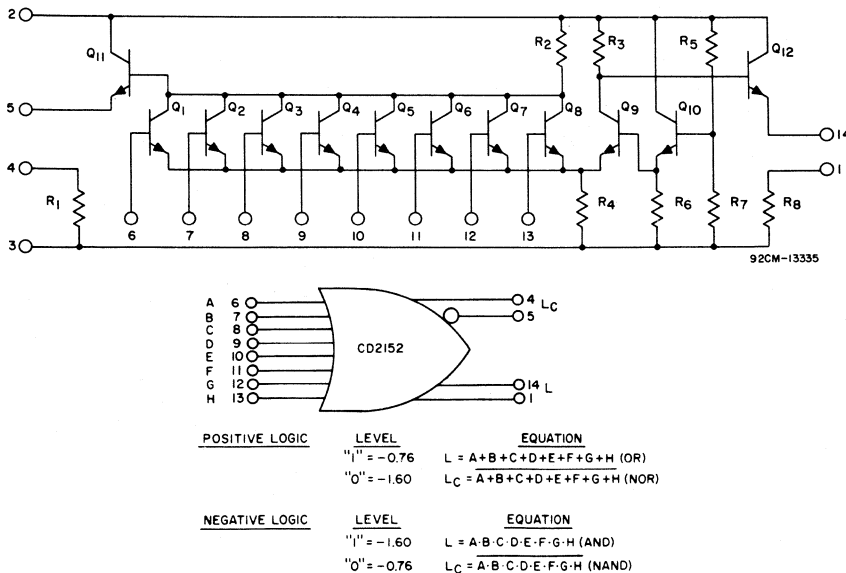 2
Q11
R2
R3
R5
Q12
5
Q1
Q2
Q3
Q4
Q5
Q6
Q7
Q8
Q9
Q10
14
4
1
R1
R4
R6
R7
R8
6
7
8
9
10
11
12
13
3
92CM-13335
A 6
B 7
C 8
D 9
E 10
F 11
G 12
H 13
CD2152
4 LC
5
14 L
1
POSITIVE LOGIC LEVEL EQUATION
"1" = -0.76 L = A+B+C+D+E+F+G+H (OR)
"0" = -1.60 LC = A+B+C+D+E+F+G+H (NOR)
NEGATIVE LOGIC LEVEL EQUATION
"1" = -1.60 L = A·B·C·D·E·F·G·H (AND)
"0" = -0.76 LC = A·B·C·D·E·F·G·H (NAND)